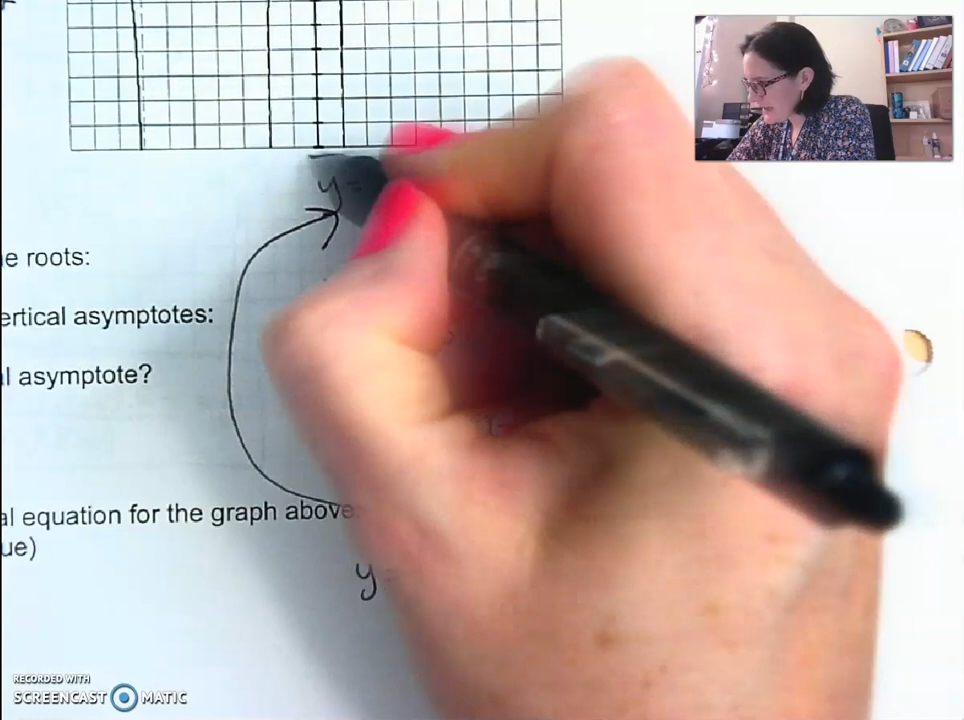 y =
e roots:
ertical asymptotes:
l asymptote?
al equation for the graph above
ue)
y
RECORDED WITH
SCREENCAST MATIC